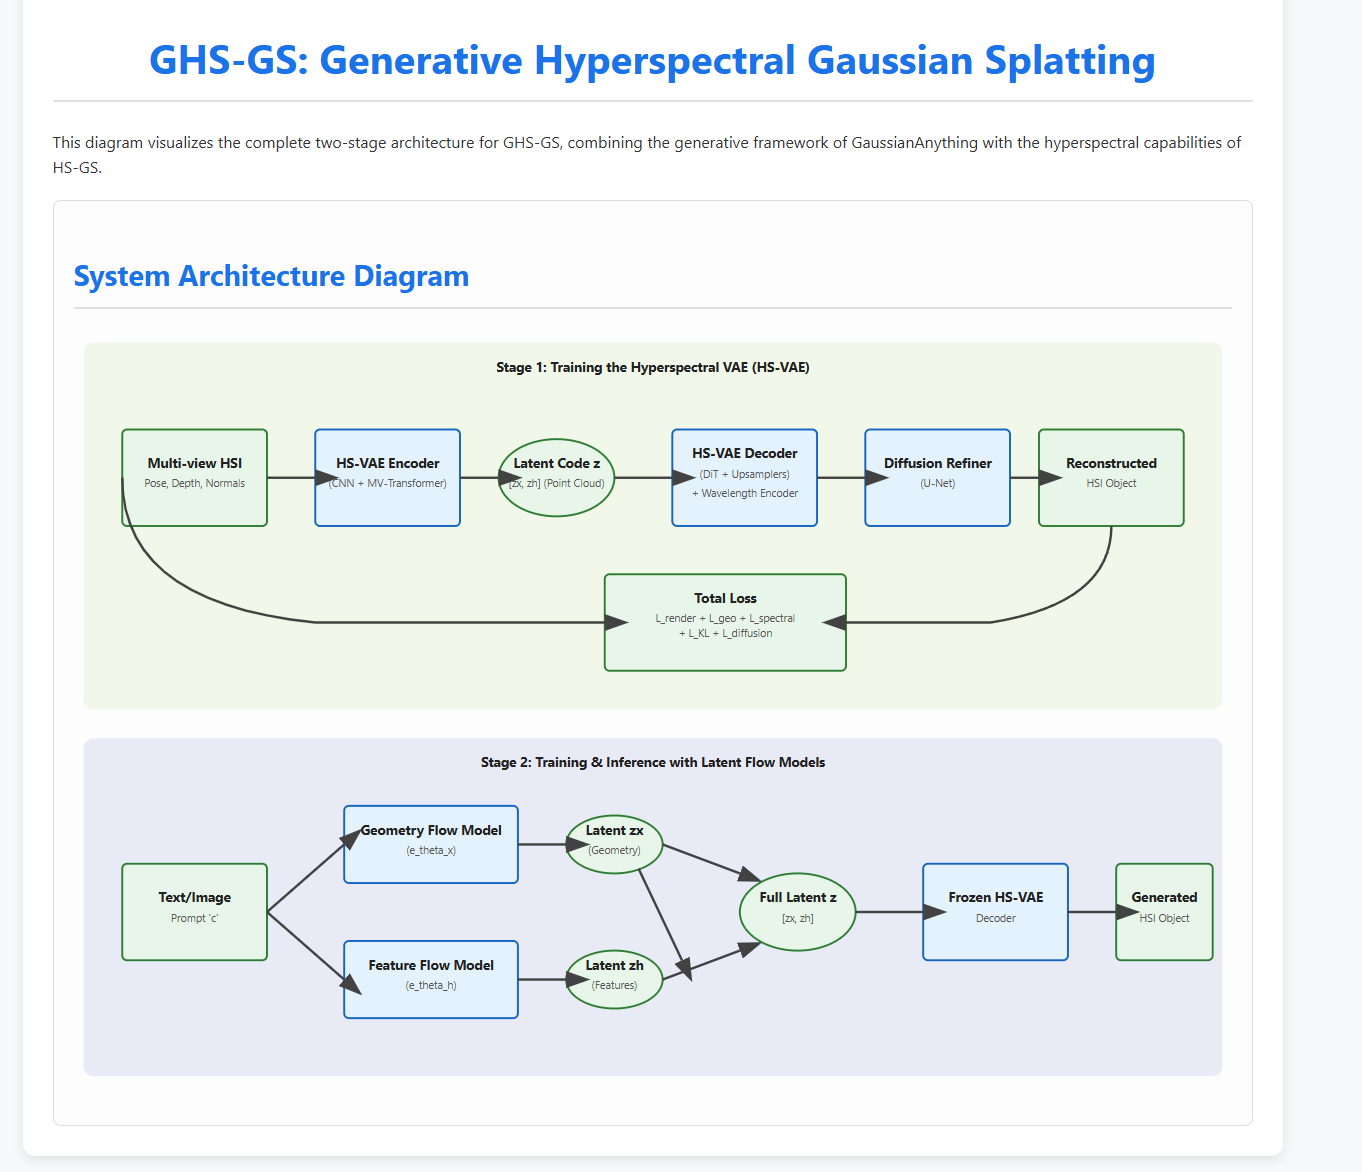 GHS-GS: Generative Hyperspectral Gaussian Splatting
This diagram visualizes the complete two-stage architecture for GHS-GS, combining the generative framework of GaussianAnything with the hyperspectral capabilities of
HS-GS.
System Architecture Diagram
Stage 1: Training the Hyperspectral VAE (HS-VAE)
Multi-view HSI
Pose, Depth, Normals
HS-VAE Encoder
(CNN + MV-Transformer)
Latent Code z
[zx, zh] (Point Cloud)
HS-VAE Decoder
(DiT + Upsamplers)
+ Wavelength Encoder
Diffusion Refiner
(U-Net)
Reconstructed
HSI Object
Total Loss
L_render + L_geo + L_spectral
+ L_KL + L_diffusion
Stage 2: Training & Inference with Latent Flow Models
Text/Image
Prompt 'c'
Geometry Flow Model
(e_theta_x)
Feature Flow Model
(e_theta_h)
Latent zx
(Geometry)
Latent zh
(Features)
Full Latent z
[zx, zh]
Frozen HS-VAE
Decoder
Generated
HSI Object